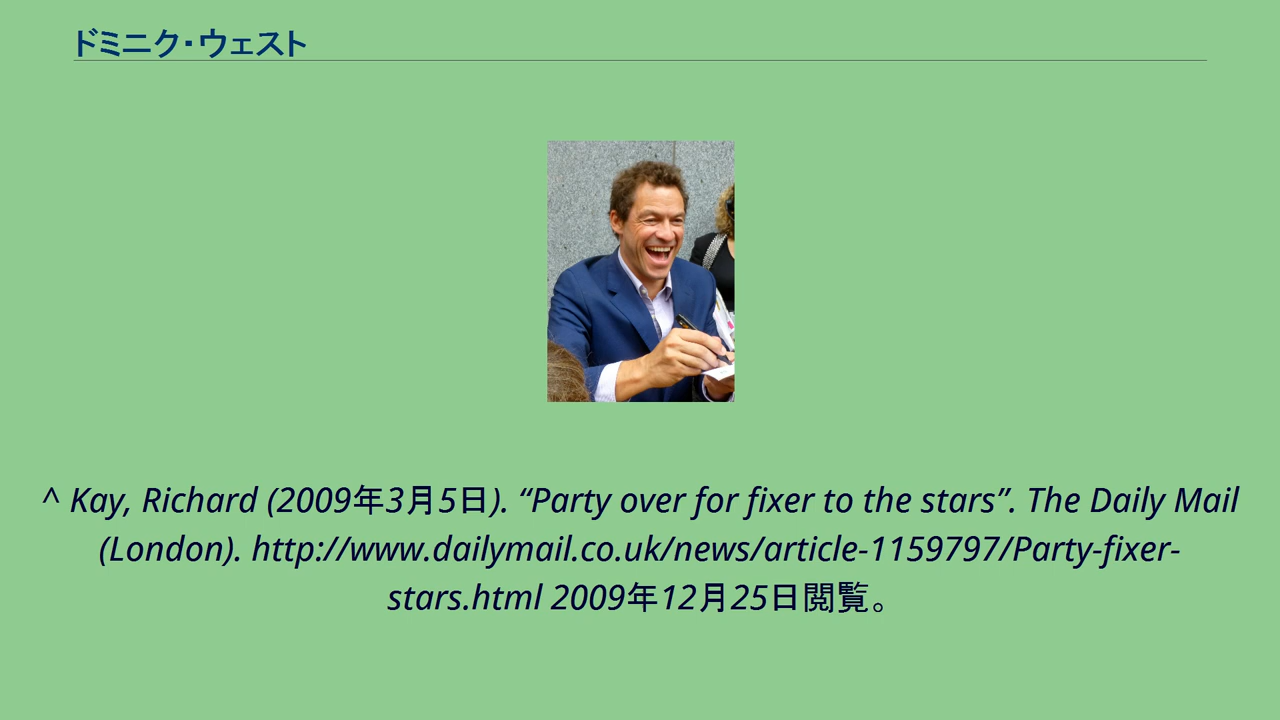 ドミニク・ウェスト
^ Kay, Richard (2009年3月5日). “Party over for fixer to the stars”. The Daily Mail
(London). http://www.dailymail.co.uk/news/article-1159797/Party-fixer-
stars.html 2009年12月25日閲覧。